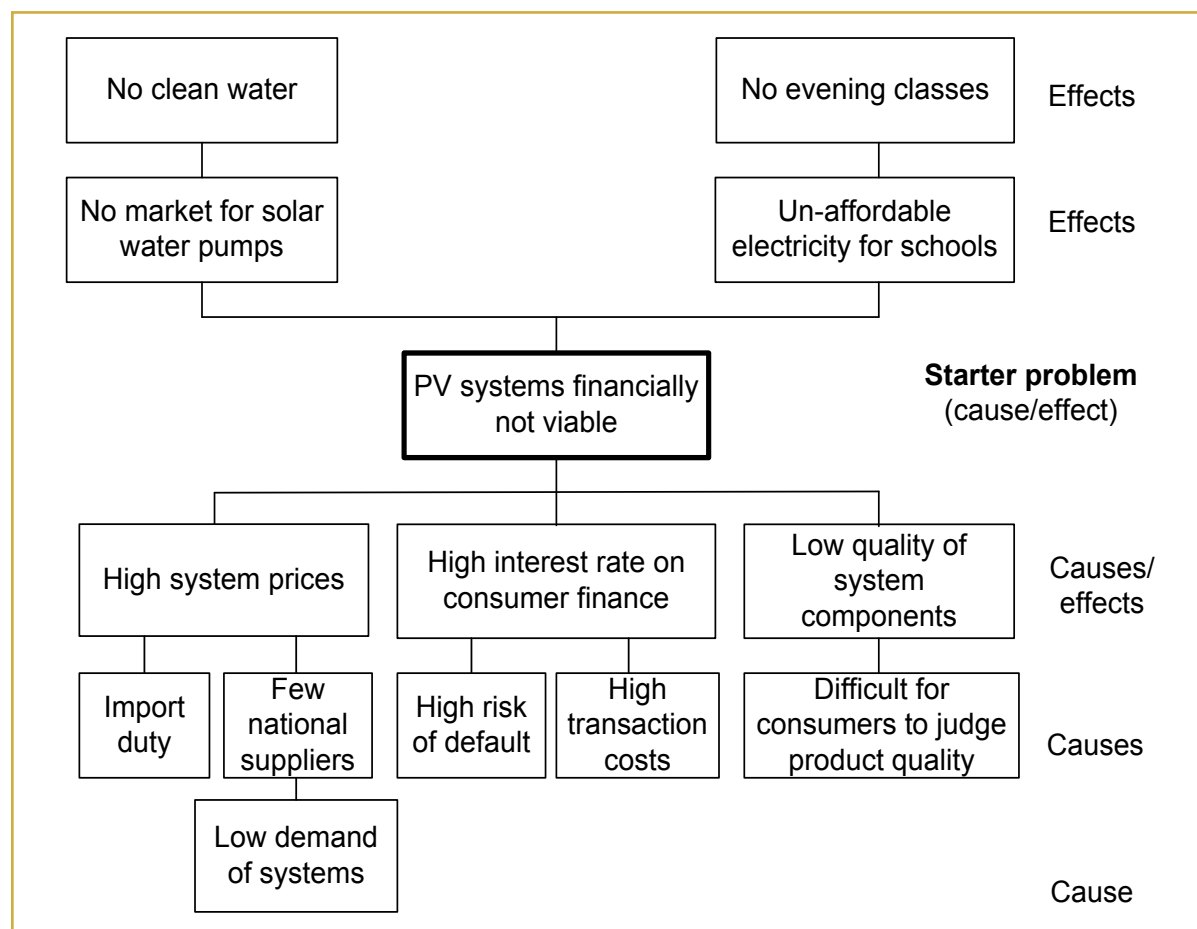 No clean water
No evening classes
Effects
No market for solar
water pumps
Un-affordable
electricity for schools
Effects
PV systems financially
not viable
Starter problem
(cause/effect)
High system prices
High interest rate on
consumer finance
Low quality of
system
components
Causes/
effects
Import
duty
Few
national
suppliers
High risk
of default
High
transaction
costs
Difficult for
consumers to judge
product quality
Causes
Low demand
of systems
Cause